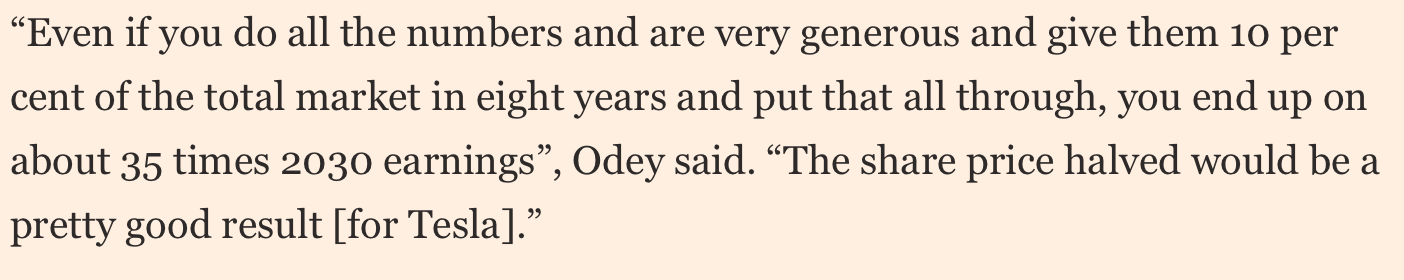 “Even if you do all the numbers and are very generous and give them 10 per
cent of the total market in eight years and put that all through, you end up on
about 35 times 2030 earnings”, Odey said. “The share price halved would be a
pretty good result [for Tesla].”